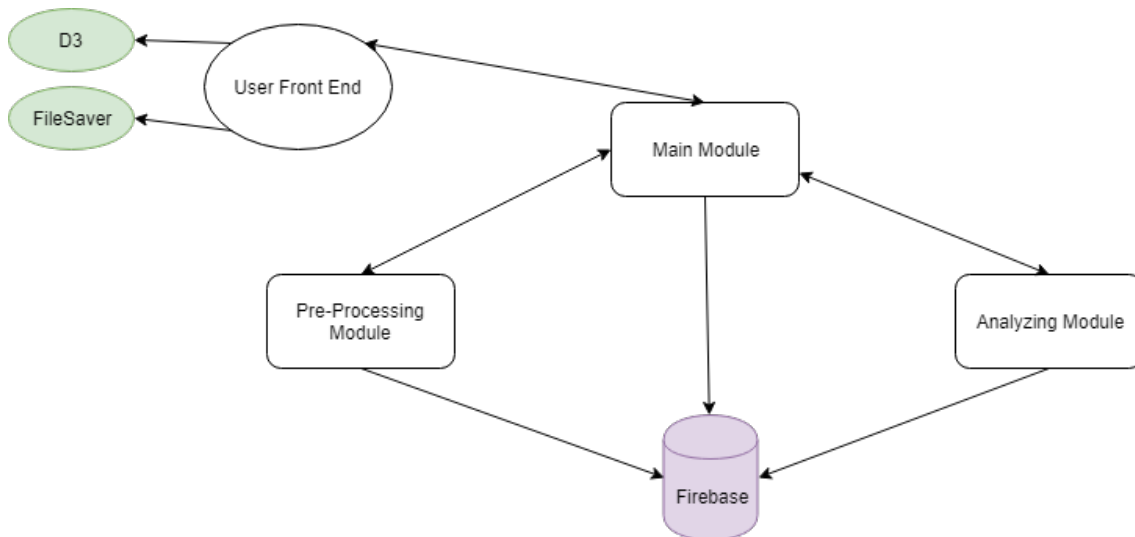 D3
User Front End
FileSaver
Main Module
Pre-Processing
Module
Analyzing Module
Firebase